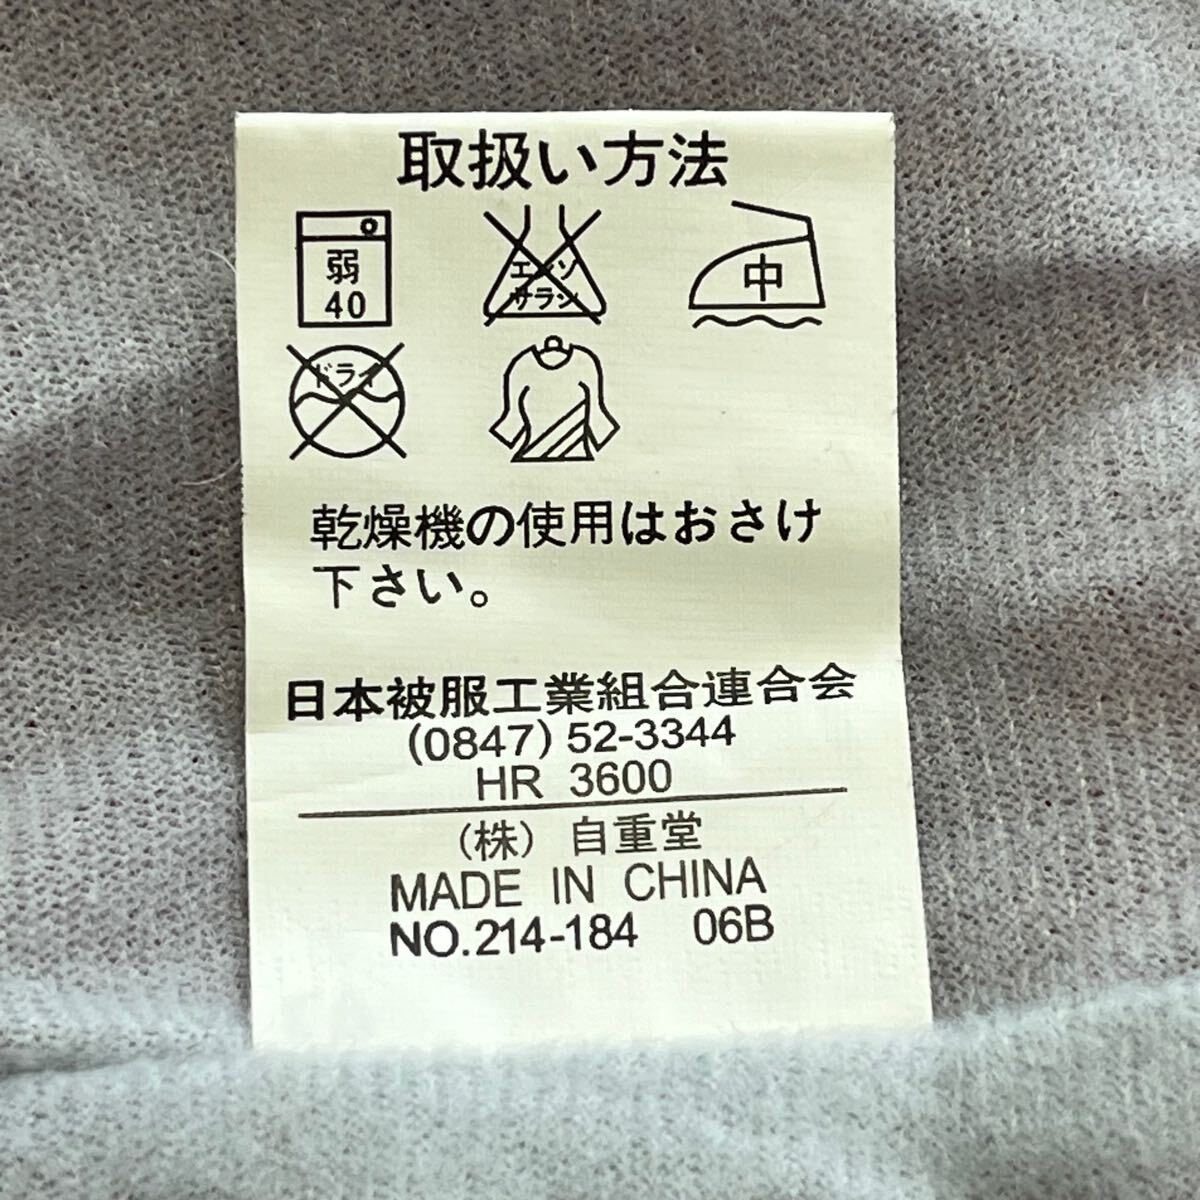 取扱い方法
弱
40
エンソ
サラシ
中
ドライ
乾燥機の使用はおさけ
下さい。
日本被服工業組合連合会
(0847) 52-3344
HR 3600
(株) 自重堂
MADE IN CHINA
NO.214-184 06B